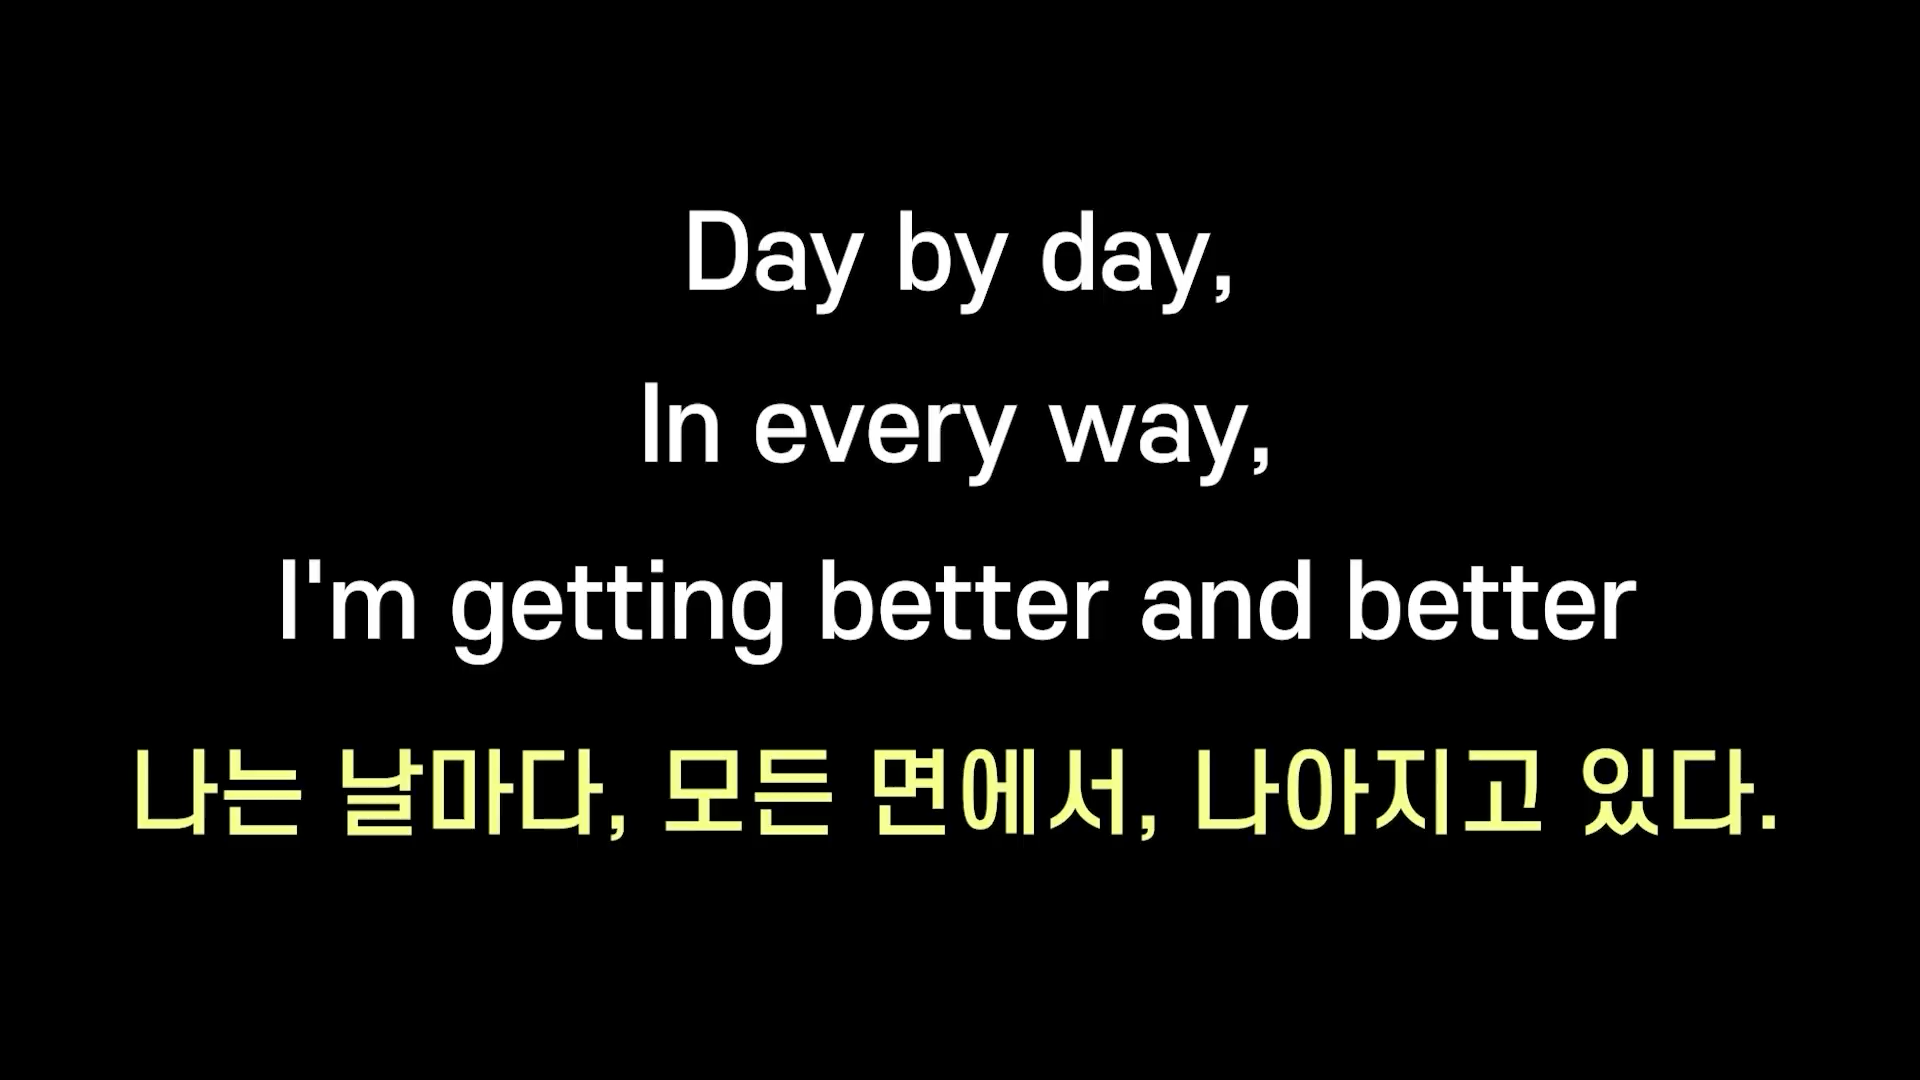 Day by day,
In every way,
I'm getting better and better
나는 날마다, 모든 면에서, 나아지고 있다.